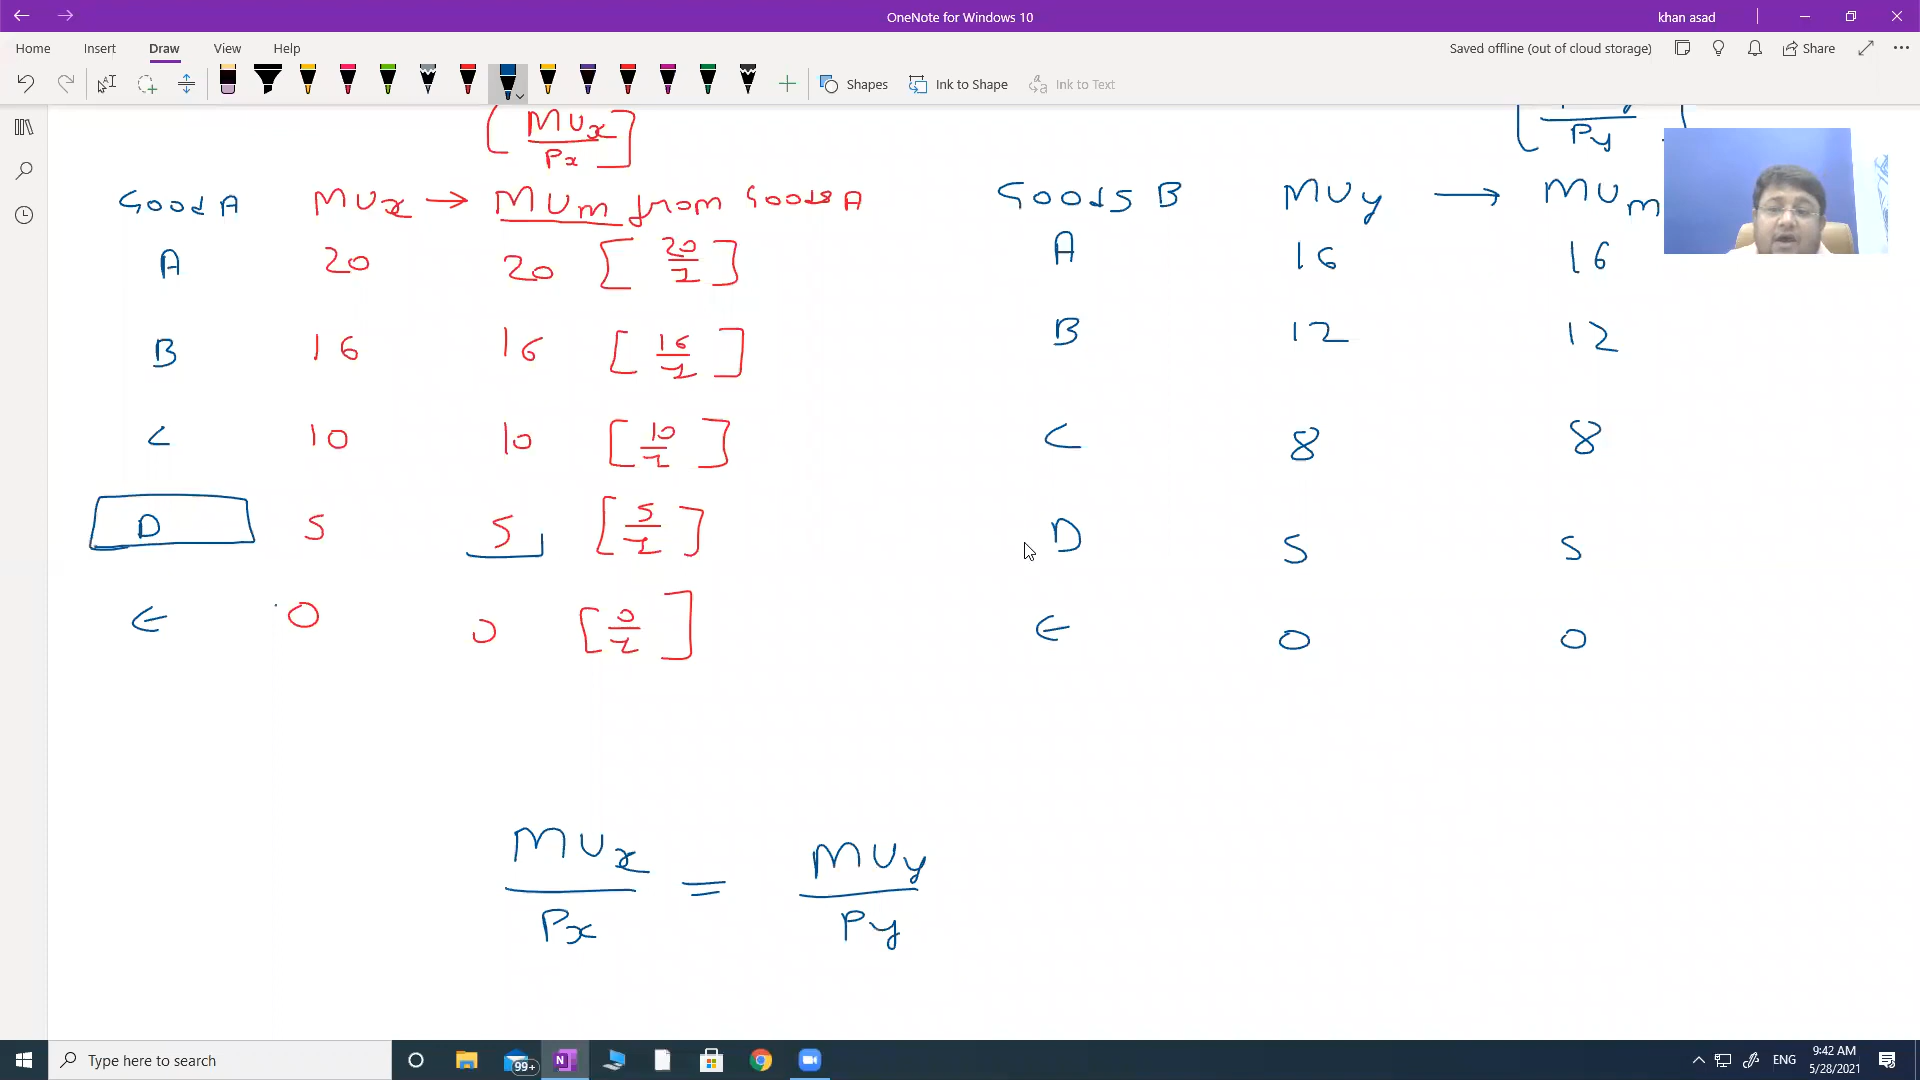 OneNote for Windows 10
khan asad
Home Insert Draw View Help
Saved offline (out of cloud storage)
Share
Shapes
Ink to Shape
Ink to Text
[MUx/Px]
Py
Good A MUx → MUm from Goods A
Goods B MUy → MUm
A 20 20 [20/1]
A 16 16
B 16 16 [16/1]
B 12 12
C 10 10 [10/1]
C 8 8
D 5 5 [5/1]
D 5 5
E 0 0 [0/1]
E 0 0
MUx/Px = MUy/Py
Type here to search
99+
ENG
9:42 AM
5/28/2021